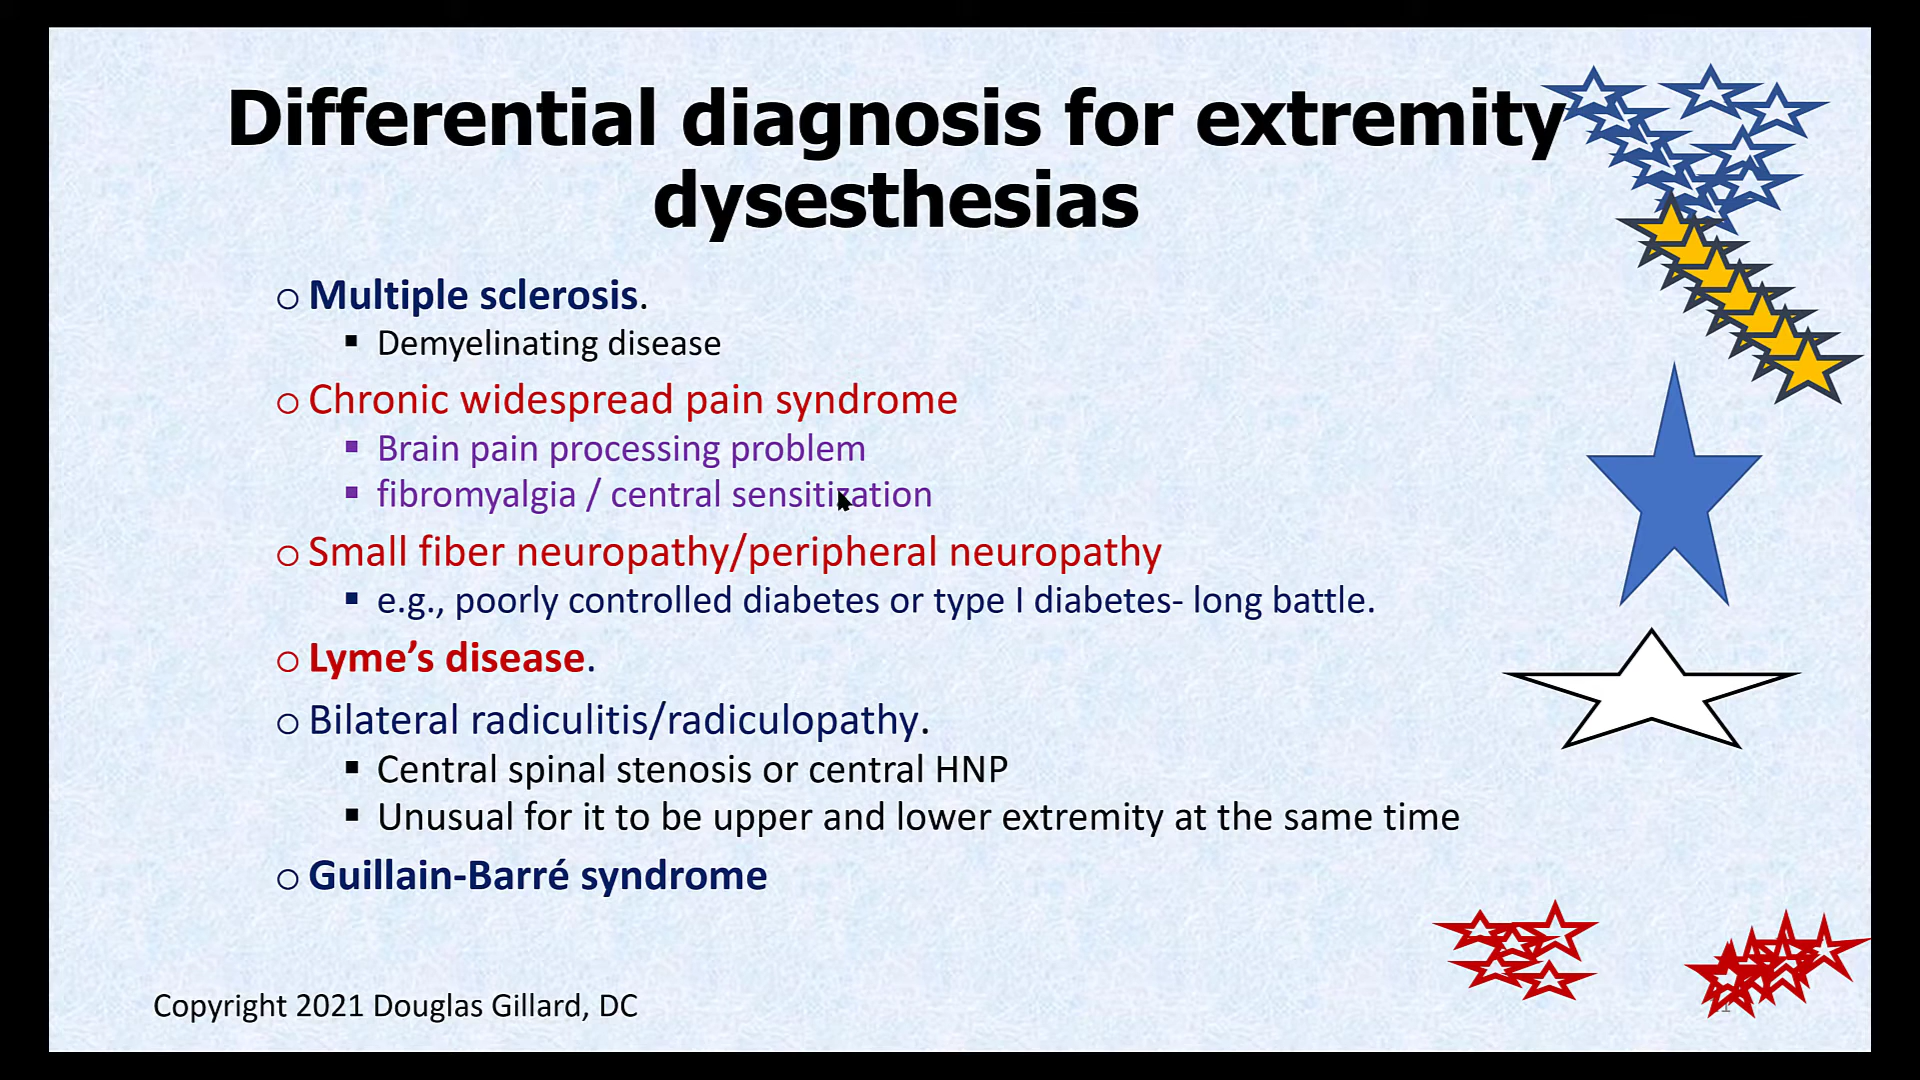 Differential diagnosis for extremity
dysesthesias
Multiple sclerosis.
Demyelinating disease
Chronic widespread pain syndrome
Brain pain processing problem
fibromyalgia / central sensitization
Small fiber neuropathy/peripheral neuropathy
e.g., poorly controlled diabetes or type I diabetes- long battle.
Lyme’s disease.
Bilateral radiculitis/radiculopathy.
Central spinal stenosis or central HNP
Unusual for it to be upper and lower extremity at the same time
Guillain-Barré syndrome
Copyright 2021 Douglas Gillard, DC